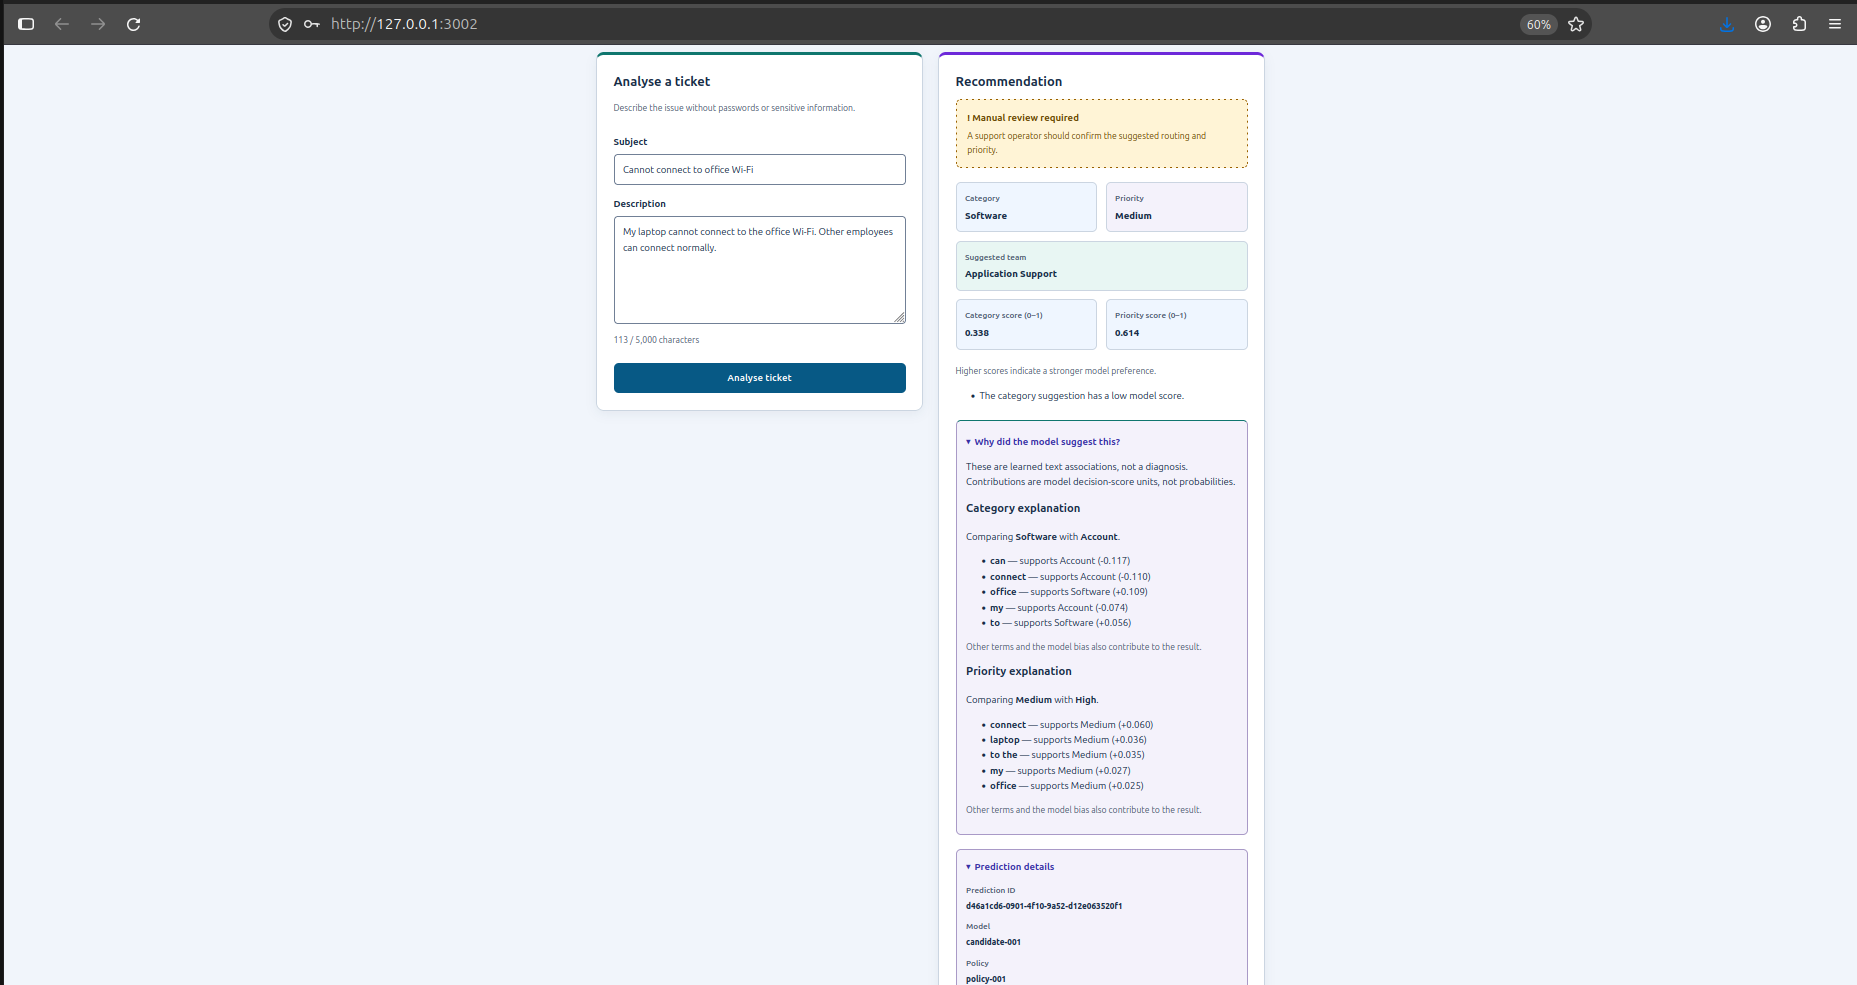 http://127.0.0.1:3002
60%
Analyse a ticket
Describe the issue without passwords or sensitive information.
Subject
Cannot connect to office Wi-Fi
Description
My laptop cannot connect to the office Wi-Fi. Other employees
can connect normally.
113 / 5,000 characters
Analyse ticket
Recommendation
! Manual review required
A support operator should confirm the suggested routing and
priority.
Category
Software
Priority
Medium
Suggested team
Application Support
Category score (0–1)
0.338
Priority score (0–1)
0.614
Higher scores indicate a stronger model preference.
• The category suggestion has a low model score.
▾ Why did the model suggest this?
These are learned text associations, not a diagnosis.
Contributions are model decision-score units, not probabilities.
Category explanation
Comparing Software with Account.
• can — supports Account (-0.117)
• connect — supports Account (-0.110)
• office — supports Software (+0.109)
• my — supports Account (-0.074)
• to — supports Software (+0.056)
Other terms and the model bias also contribute to the result.
Priority explanation
Comparing Medium with High.
• connect — supports Medium (+0.060)
• laptop — supports Medium (+0.036)
• to the — supports Medium (+0.035)
• my — supports Medium (+0.027)
• office — supports Medium (+0.025)
Other terms and the model bias also contribute to the result.
▾ Prediction details
Prediction ID
d46a1cd6-0901-4f10-9a52-d12e063520f1
Model
candidate-001
Policy
policy-001